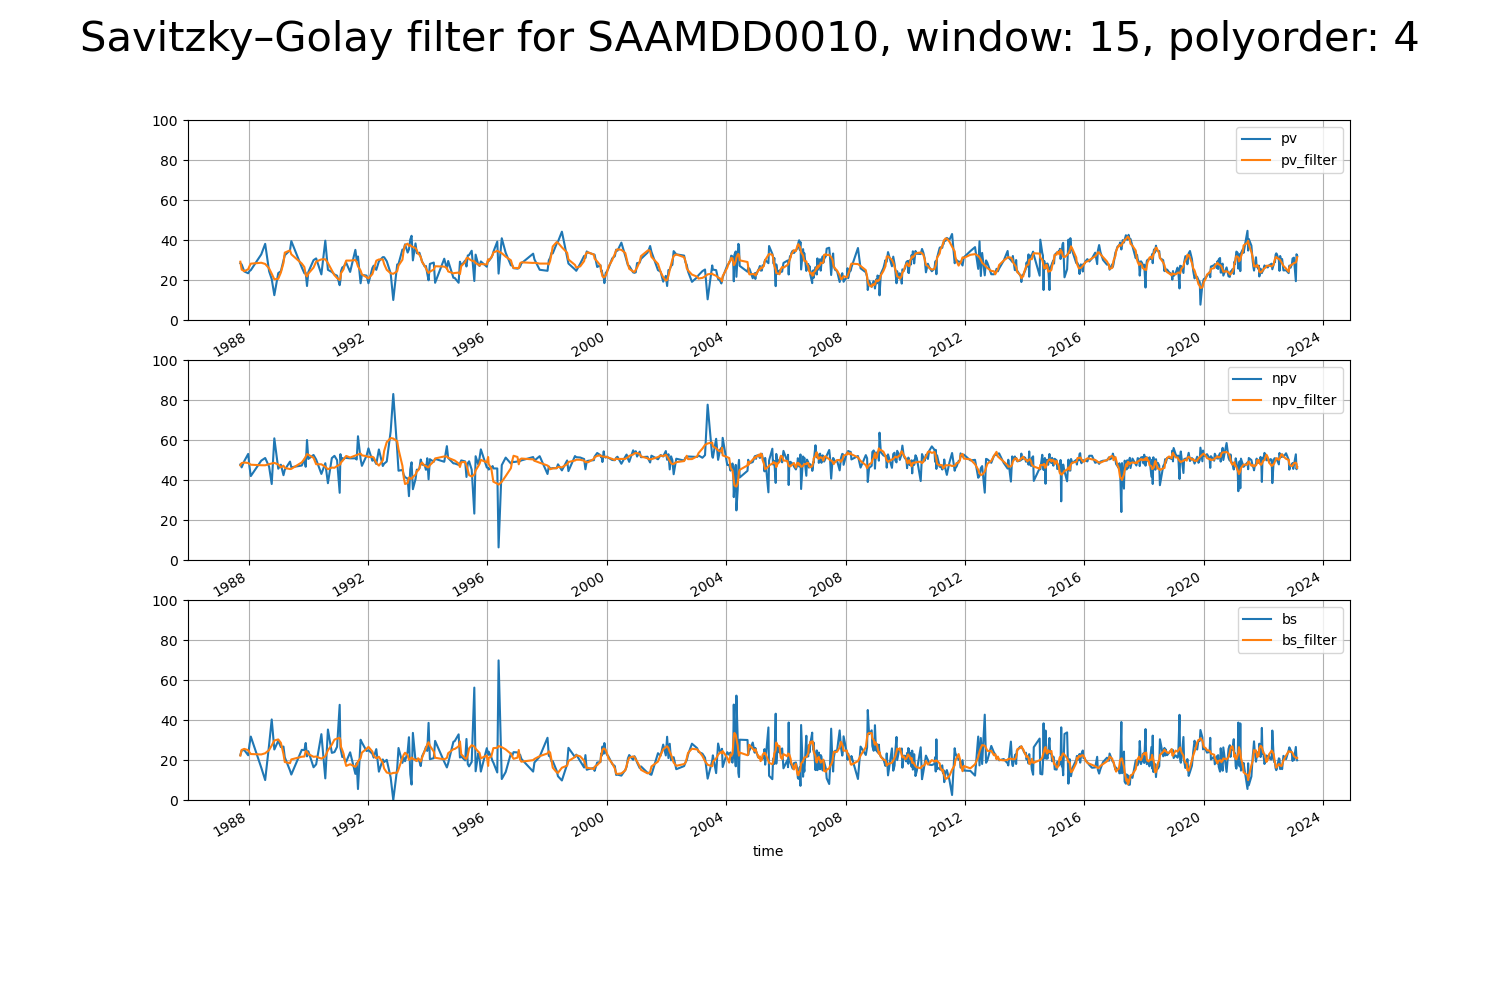 Savitzky–Golay filter for SAAMDD0010, window: 15, polyorder: 4
100
80
60
40
20
0
pv
pv_filter
1988 1992 1996 2000 2004 2008 2012 2016 2020 2024
100
80
60
40
20
0
npv
npv_filter
1988 1992 1996 2000 2004 2008 2012 2016 2020 2024
100
80
60
40
20
0
bs
bs_filter
1988 1992 1996 2000 2004 2008 2012 2016 2020 2024
time